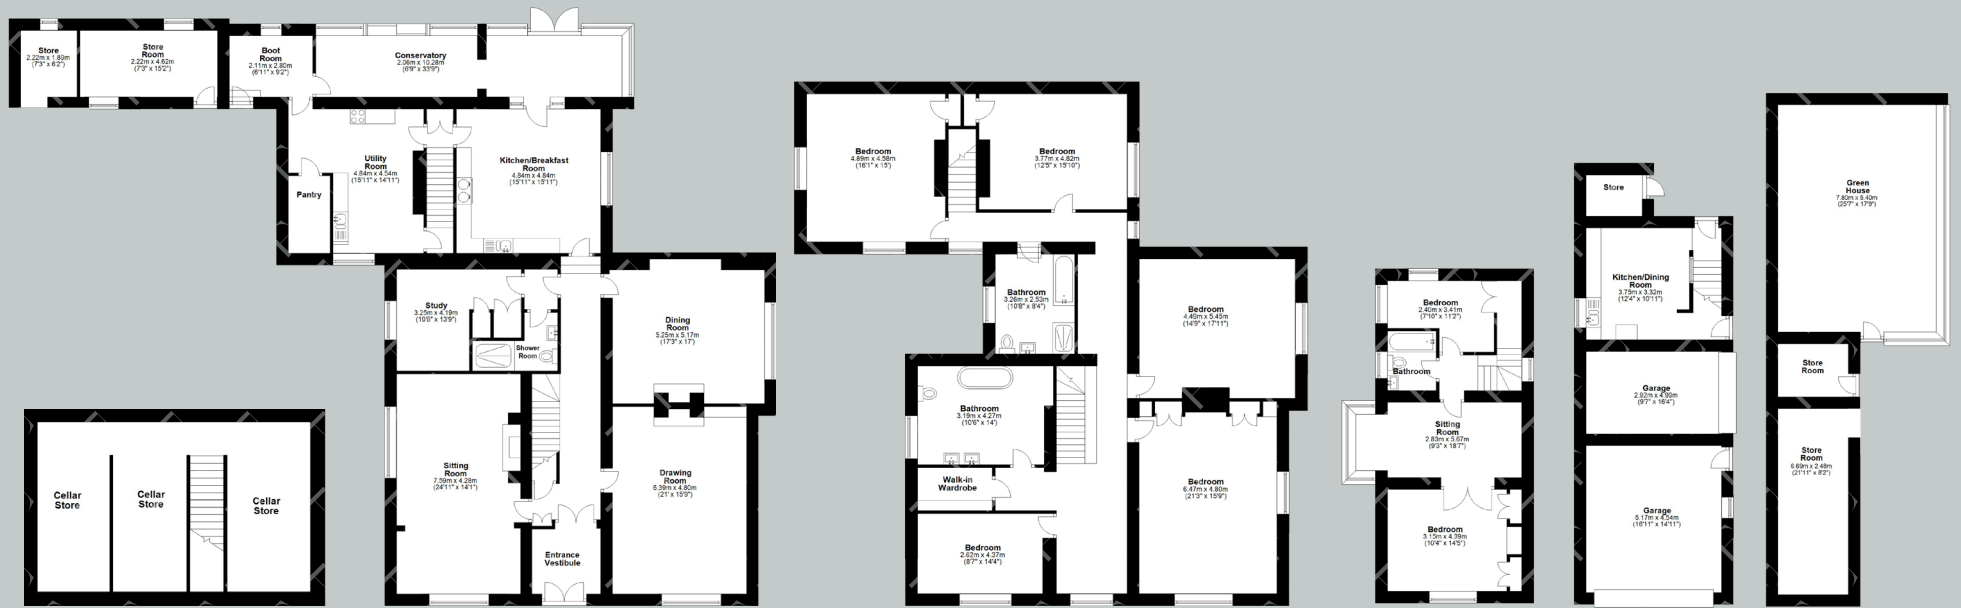 Store
2.22m x 1.89m
(7'3" x 6'2")
Store
Room
2.22m x 4.62m
(7'3" x 15'2")
Boot
Room
2.11m x 2.80m
(6'11" x 9'2")
Conservatory
2.06m x 10.28m
(6'9" x 33'9")
Utility
Room
4.84m x 4.54m
(15'11" x 14'11")
Pantry
Kitchen/Breakfast
Room
4.84m x 4.84m
(15'11" x 15'11")
Study
3.25m x 4.19m
(10'8" x 13'9")
Shower
Room
Dining
Room
5.25m x 5.17m
(17'3" x 17')
Sitting
Room
7.59m x 4.28m
(24'11" x 14'1")
Drawing
Room
6.39m x 4.80m
(21' x 15'9")
Entrance
Vestibule
Cellar
Store
Cellar
Store
Cellar
Store
Bedroom
4.89m x 4.58m
(16'1" x 15')
Bedroom
3.77m x 4.82m
(12'5" x 15'10")
Bathroom
3.26m x 2.53m
(10'8" x 8'4")
Bedroom
4.49m x 5.45m
(14'9" x 17'11")
Bathroom
3.19m x 4.27m
(10'6" x 14')
Walk-in
Wardrobe
Bedroom
2.62m x 4.37m
(8'7" x 14'4")
Bedroom
6.47m x 4.80m
(21'3" x 15'9")
Bedroom
2.40m x 3.41m
(7'10" x 11'2")
Bathroom
Sitting
Room
2.83m x 5.67m
(9'3" x 18'7")
Bedroom
3.15m x 4.39m
(10'4" x 14'5")
Store
Kitchen/Dining
Room
3.75m x 3.32m
(12'4" x 10'11")
Garage
2.92m x 4.99m
(9'7" x 16'4")
Garage
5.17m x 4.54m
(16'11" x 14'11")
Green
House
7.80m x 5.40m
(25'7" x 17'9")
Store
Room
Store
Room
6.69m x 2.48m
(21'11" x 8'2")